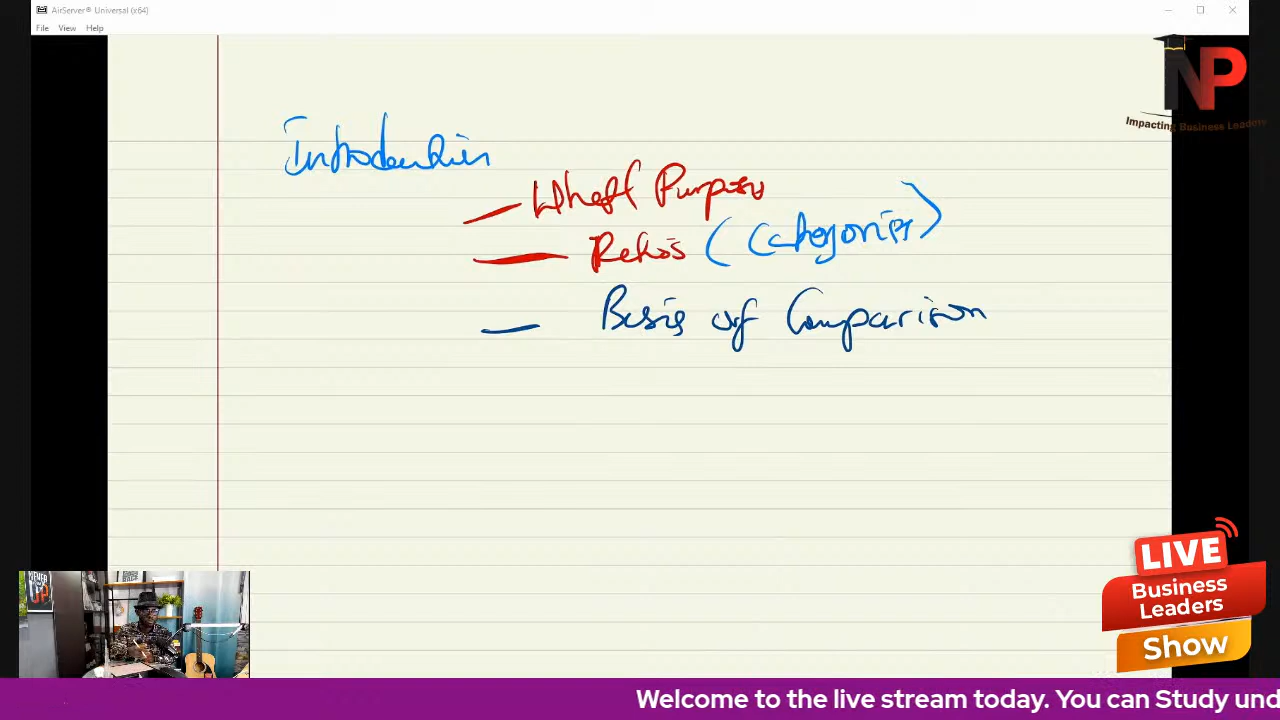 AirServer® Universal (x64)
File View Help
NP
Impacting Business Leaders
Introduction
— What Purpose
— Ratios (Categories)
— Basis of Comparison
LIVE
Business
Leaders
Show
Welcome to the live stream today. You can Study und